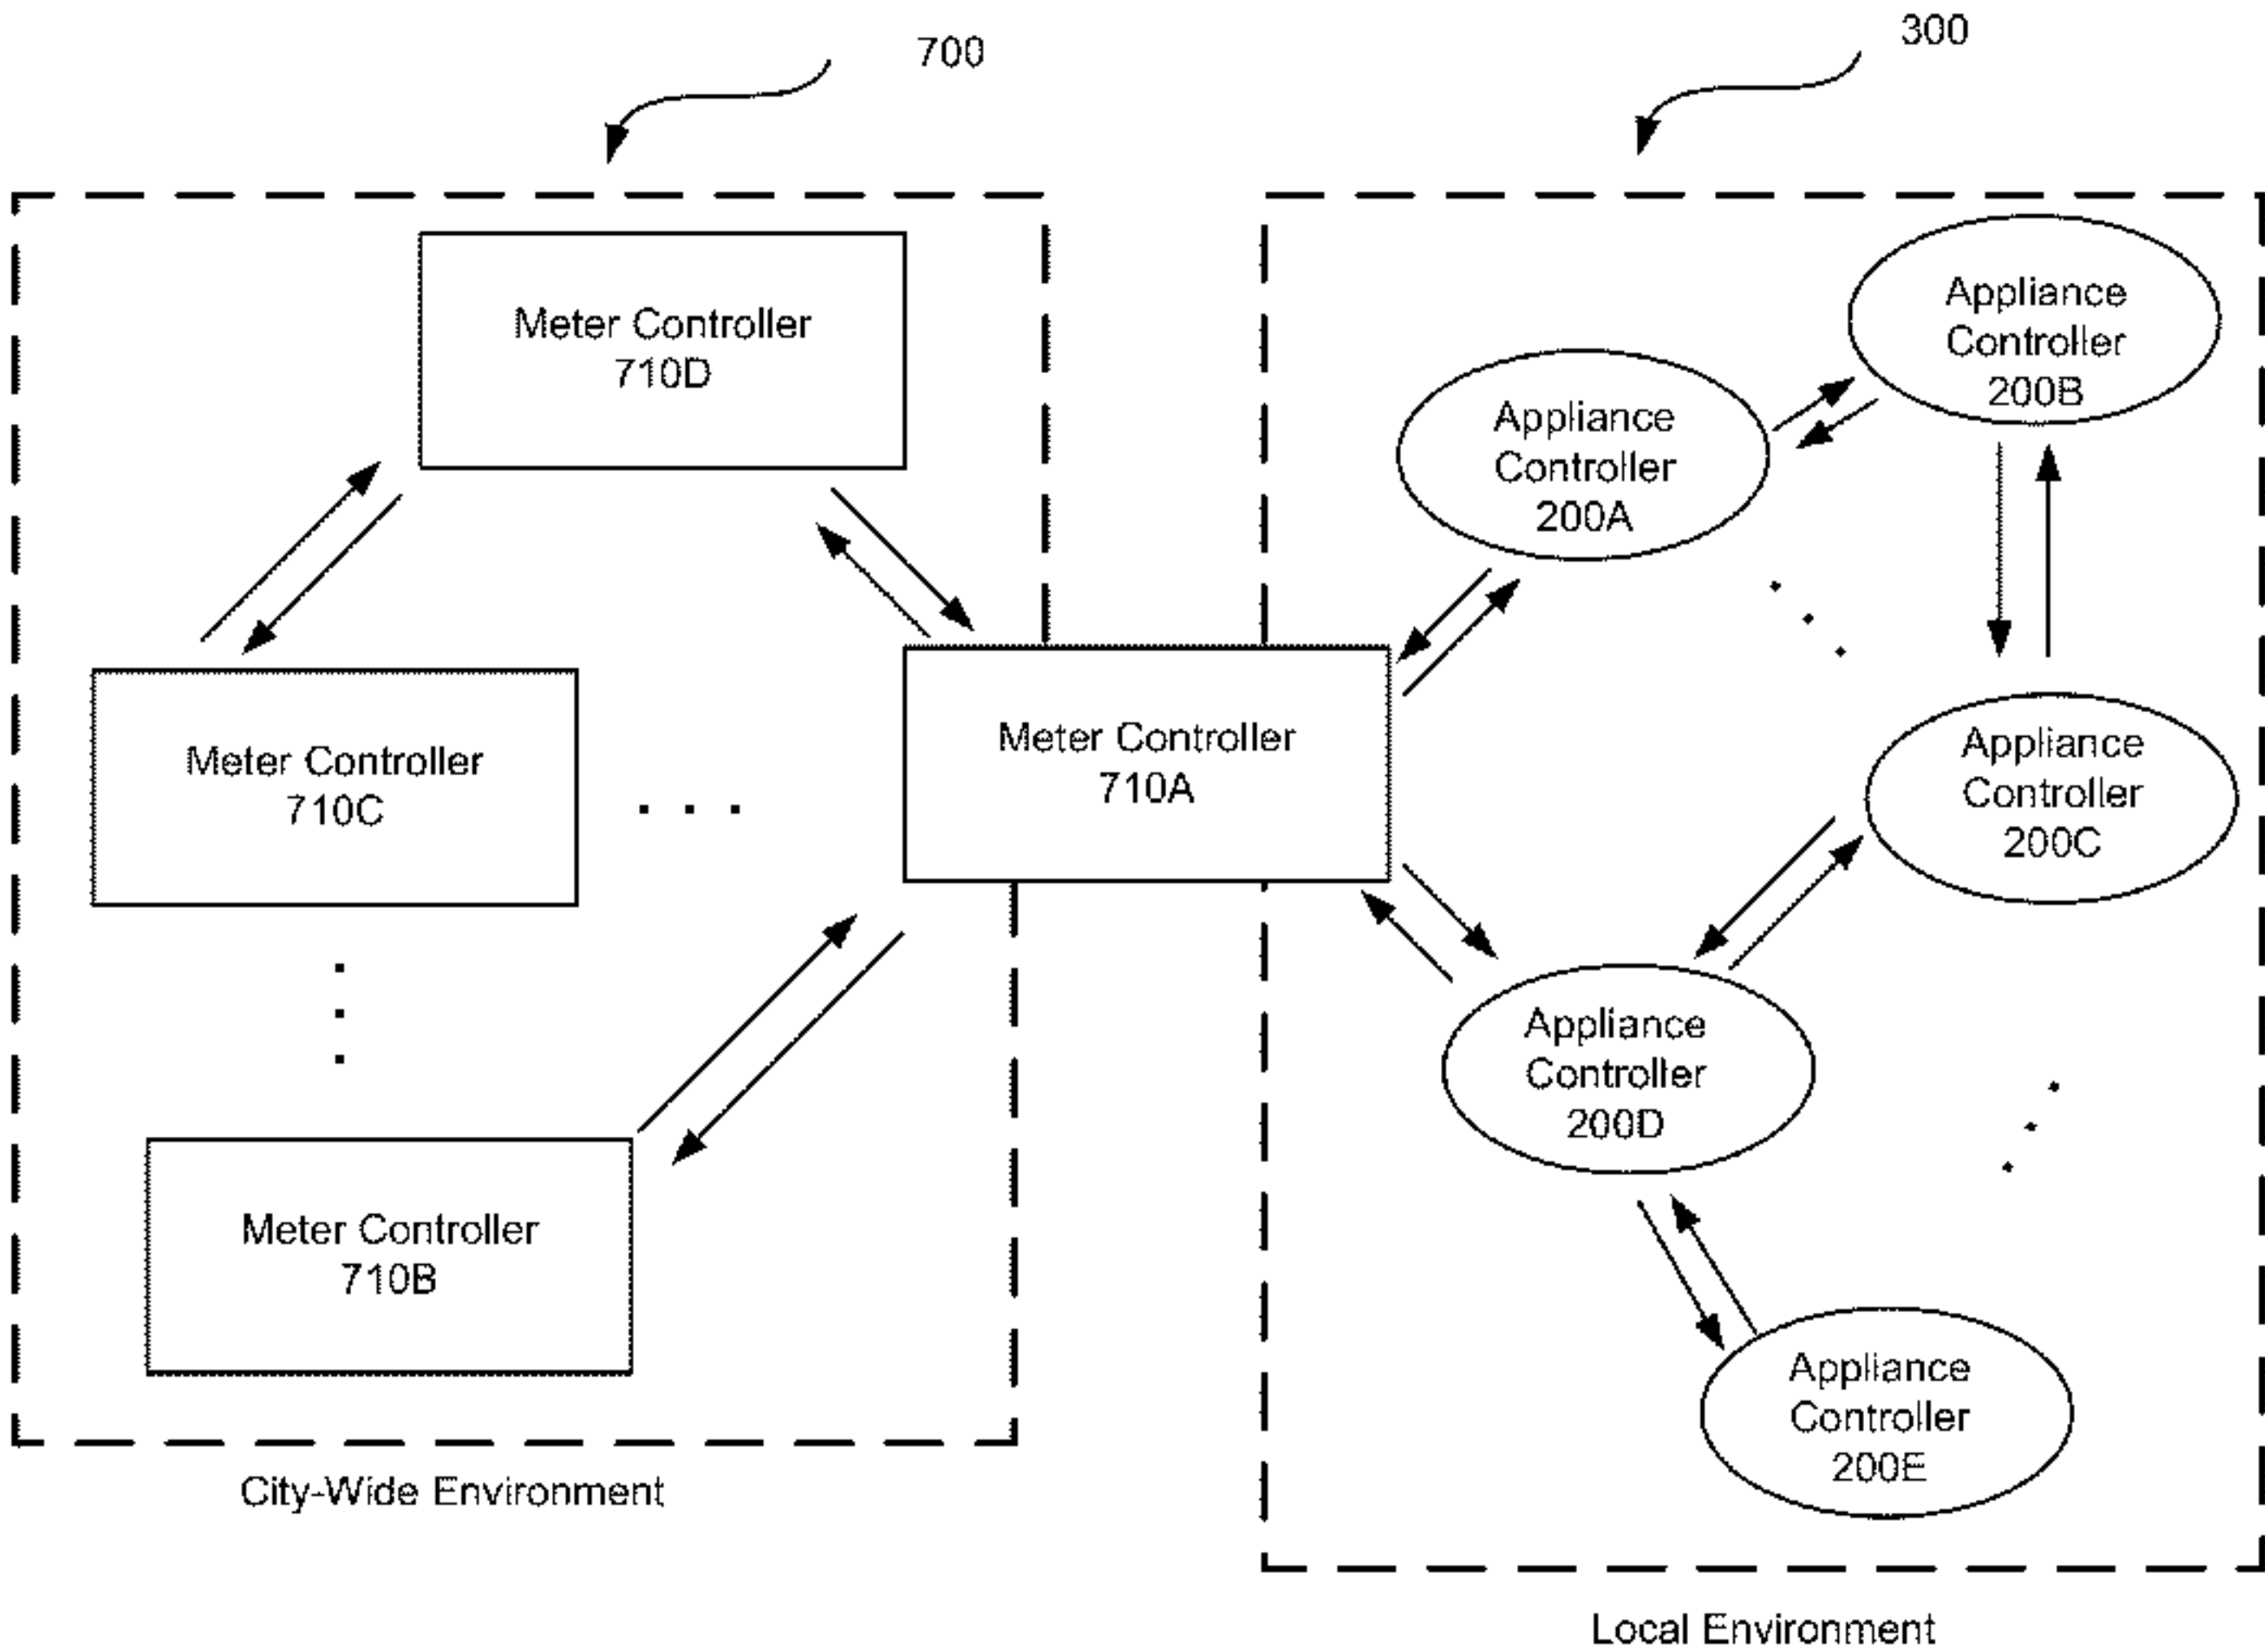 700
300
Meter Controller
710D
Appliance
Controller
200B
Appliance
Controller
200A
Meter Controller
710C
Meter Controller
710A
Appliance
Controller
200C
Appliance
Controller
200D
Meter Controller
710B
Appliance
Controller
200E
City-Wide Environment
Local Environment